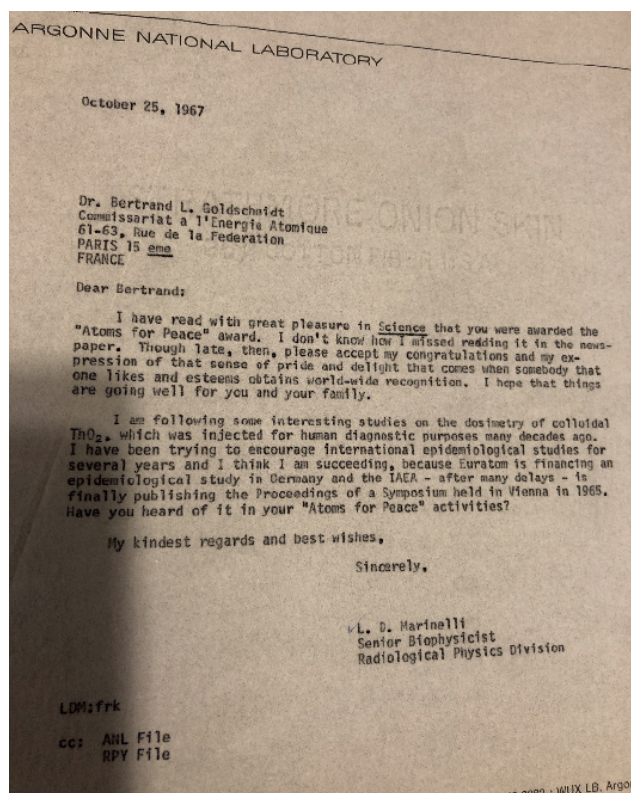 ARGONNE NATIONAL LABORATORY
October 25, 1967
Dr. Bertrand L. Goldschmidt
Commissariat a l'Energie Atomique
61-63, Rue de la Federation
PARIS 15 eme
FRANCE
Dear Bertrand:
I have read with great pleasure in Science that you were awarded the
"Atoms for Peace" award. I don't know how I missed reading it in the news-
paper. Though late, then, please accept my congratulations and my ex-
pression of that sense of pride and delight that comes when somebody that
one likes and esteems obtains world-wide recognition. I hope that things
are going well for you and your family.
I am following some interesting studies on the dosimetry of colloidal
ThO2, which was injected for human diagnostic purposes many decades ago.
I have been trying to encourage international epidemiological studies for
several years and I think I am succeeding, because Euratom is financing an
epidemiological study in Germany and the IAEA - after many delays - is
finally publishing the Proceedings of a Symposium held in Vienna in 1965.
Have you heard of it in your "Atoms for Peace" activities?
My kindest regards and best wishes,
Sincerely,
L. D. Marinelli
Senior Biophysicist
Radiological Physics Division
LDM:frk
cc: ANL File
RPY File
WUX LB, Argo